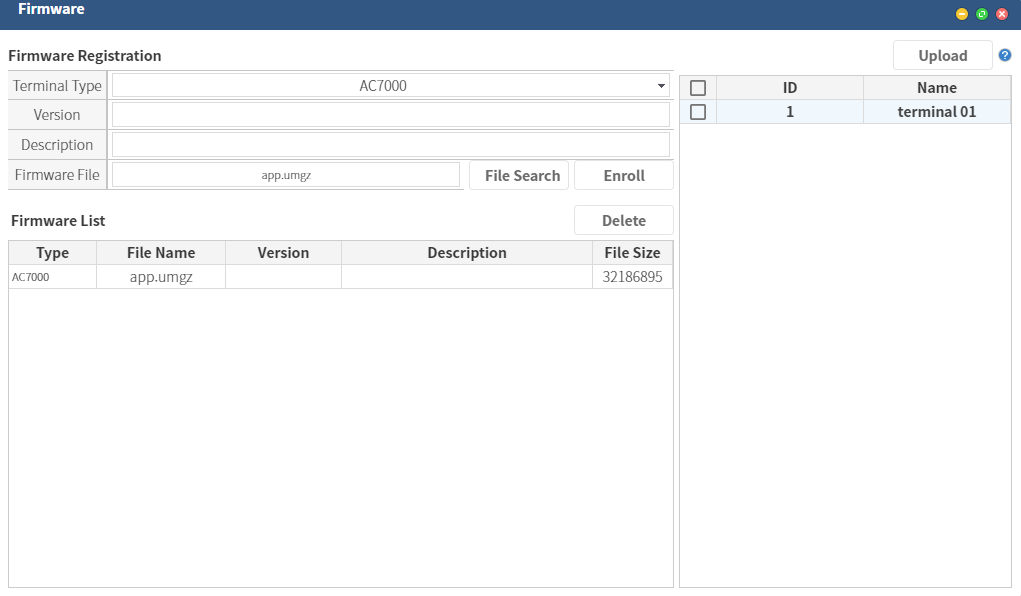 Firmware
Firmware Registration
Upload
?
Terminal Type
AC7000
Version
Description
Firmware File
app.umgz
File Search
Enroll
Firmware List
Delete
Type File Name Version Description File Size
AC7000 app.umgz 32186895
ID Name
1 terminal 01